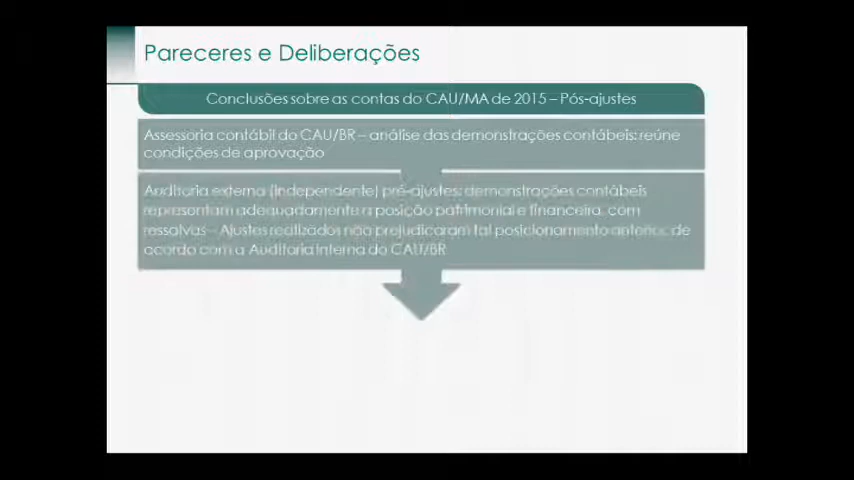 Pareceres e Deliberações
Conclusões sobre as contas do CAU/MA de 2015 – Pós-ajustes
Assessoria contábil do CAU/BR – análise das demonstrações contábeis: reúne
condições de aprovação
Auditoria externa (independente) pré-ajustes: demonstrações contábeis
representam adequadamente a posição patrimonial e financeira, com
ressalvas – Ajustes realizados não prejudicaram tal posicionamento anterior, de
acordo com a Auditoria Interna do CAU/BR